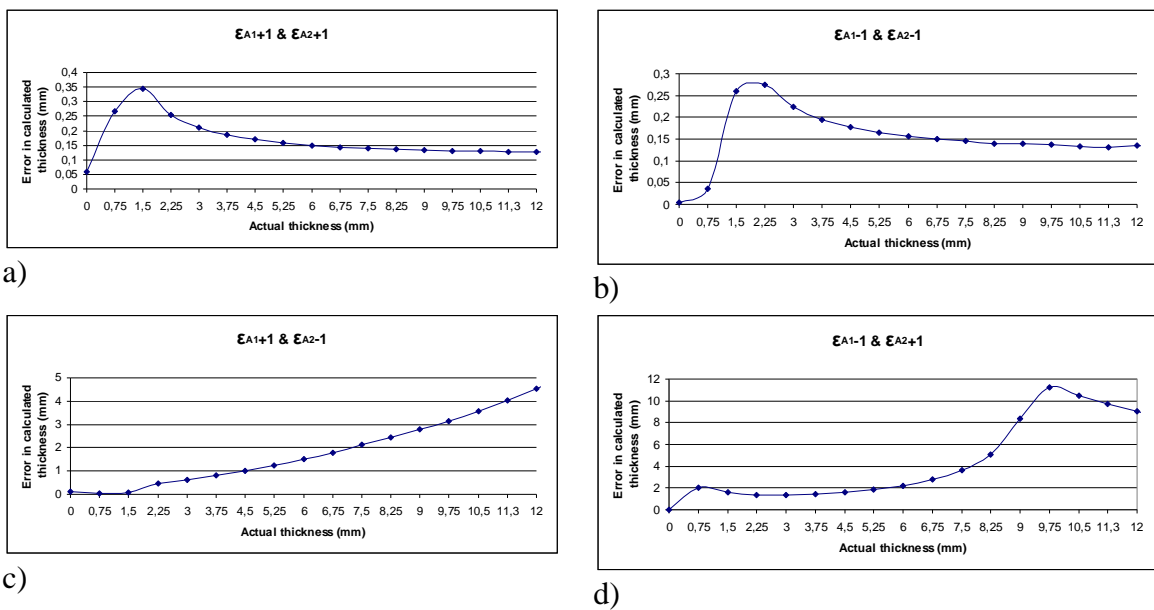 εA1+1 & εA2+1
Error in calculated
thickness (mm)
0,4
0,35
0,3
0,25
0,2
0,15
0,1
0,05
0
0 0,75 1,5 2,25 3 3,75 4,5 5,25 6 6,75 7,5 8,25 9 9,75 10,5 11,3 12
Actual thickness (mm)
a)
εA1-1 & εA2-1
Error in calculated
thickness (mm)
0,3
0,25
0,2
0,15
0,1
0,05
0
0 0,75 1,5 2,25 3 3,75 4,5 5,25 6 6,75 7,5 8,25 9 9,75 10,5 11,3 12
Actual thickness (mm)
b)
εA1+1 & εA2-1
Error in calculated
thickness (mm)
5
4
3
2
1
0
0 0,75 1,5 2,25 3 3,75 4,5 5,25 6 6,75 7,5 8,25 9 9,75 10,5 11,3 12
Actual thickness (mm)
c)
εA1-1 & εA2+1
Error in calculated
thickness (mm)
12
10
8
6
4
2
0
0 0,75 1,5 2,25 3 3,75 4,5 5,25 6 6,75 7,5 8,25 9 9,75 10,5 11,3 12
Actual thickness (mm)
d)